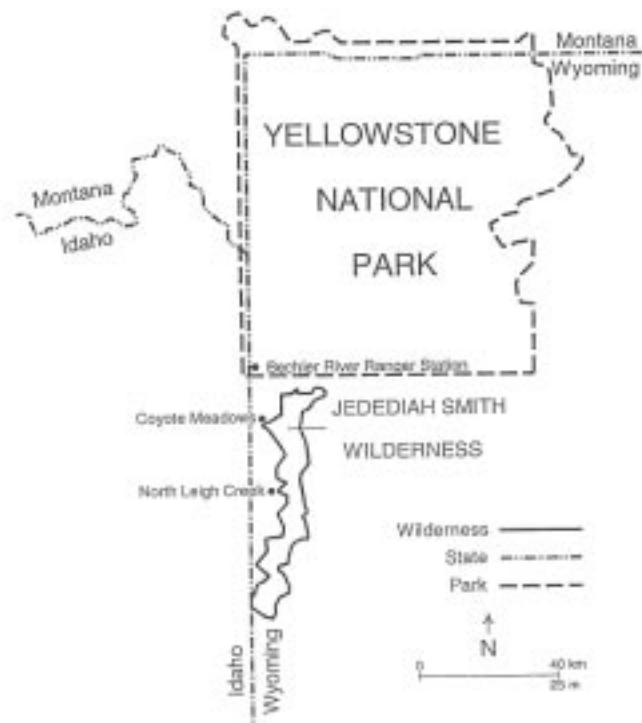 Montana
Wyoming
YELLOWSTONE
NATIONAL
PARK
Montana
Idaho
Bechler River Ranger Station
Coyote Meadows
JEDEDIAH SMITH
WILDERNESS
North Leigh Creek
Wilderness
State
Park
N
0 40 km
25 m
Idaho
Wyoming